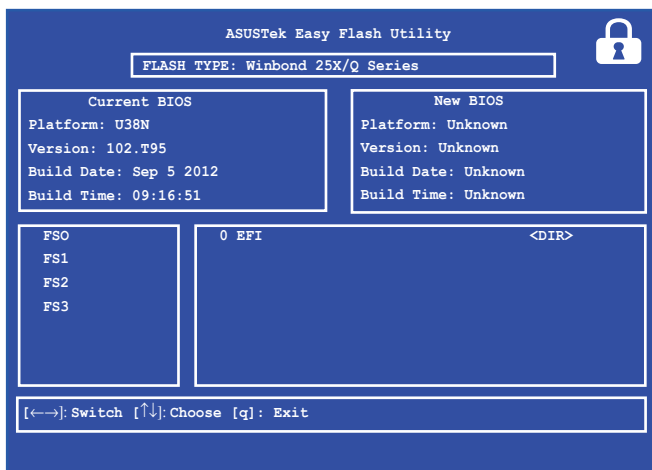 ASUSTek Easy Flash Utility
FLASH TYPE: Winbond 25X/Q Series
Current BIOS
Platform: U38N
Version: 102.T95
Build Date: Sep 5 2012
Build Time: 09:16:51
New BIOS
Platform: Unknown
Version: Unknown
Build Date: Unknown
Build Time: Unknown
FSO
FS1
FS2
FS3
0 EFI <DIR>
[←→]: Switch [↑↓]: Choose [q]: Exit